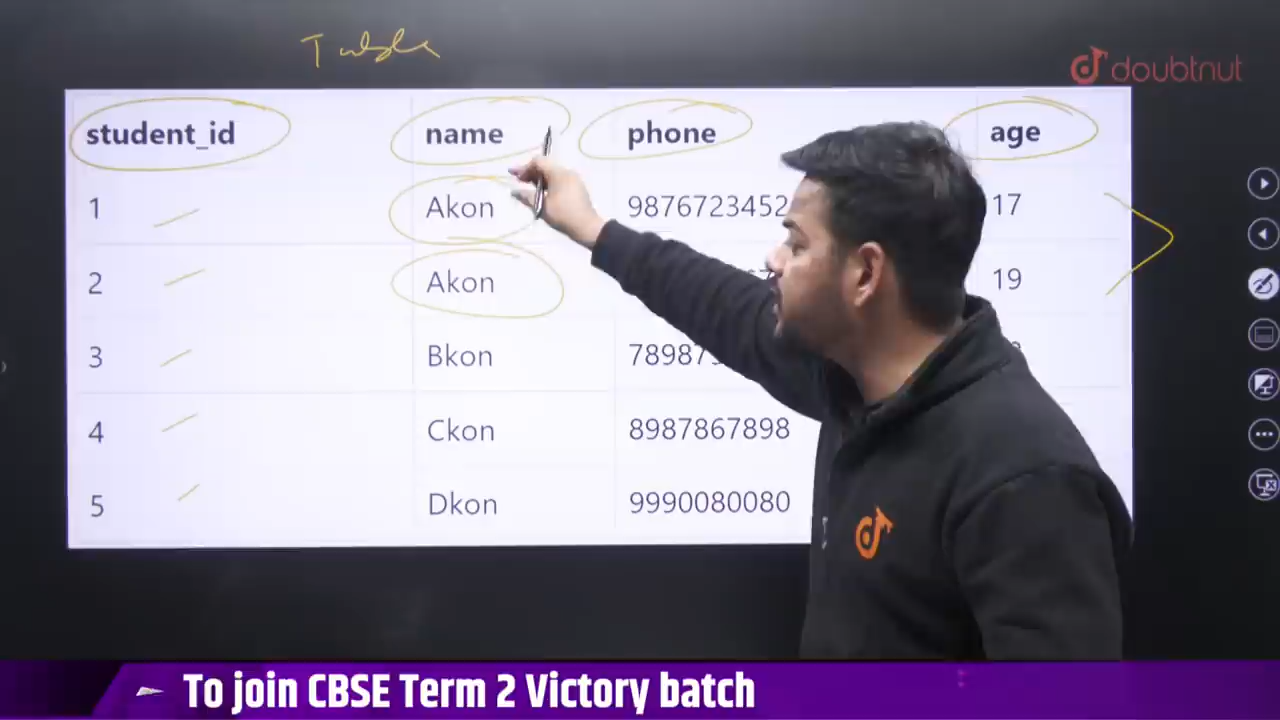 Table
doubtnut
student_id name phone age
1 Akon 9876723452 17
2 Akon 19
3 Bkon
4 Ckon 8987867898
5 Dkon 9990080080
To join CBSE Term 2 Victory batch